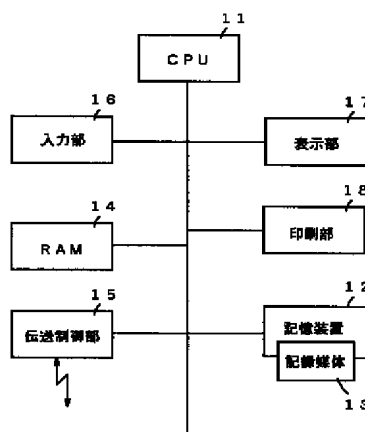 １１
ＣＰＵ
１６
入力部
１７
表示部
１４
ＲＡＭ
１８
印刷部
１５
伝送制御部
１２
記憶装置
記録媒体
１３